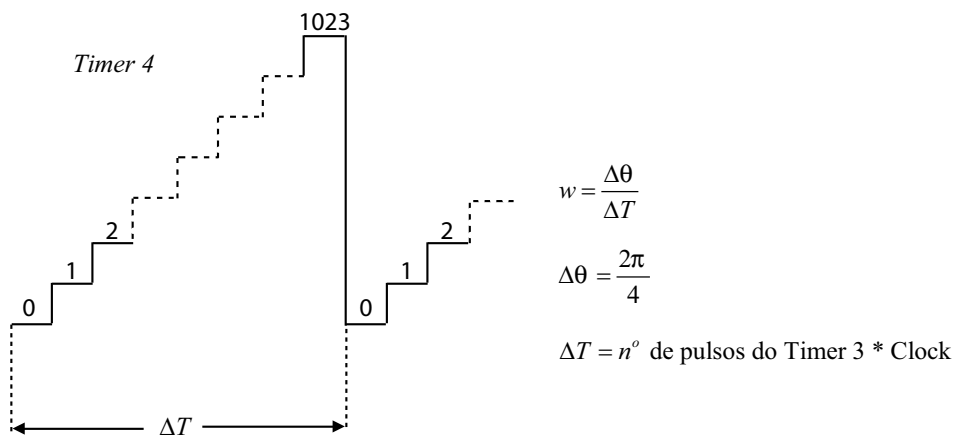 1023
Timer 4
2
1
0
2
1
0
ΔT
w = Δθ / ΔT
Δθ = 2π / 4
ΔT = nº de pulsos do Timer 3 * Clock